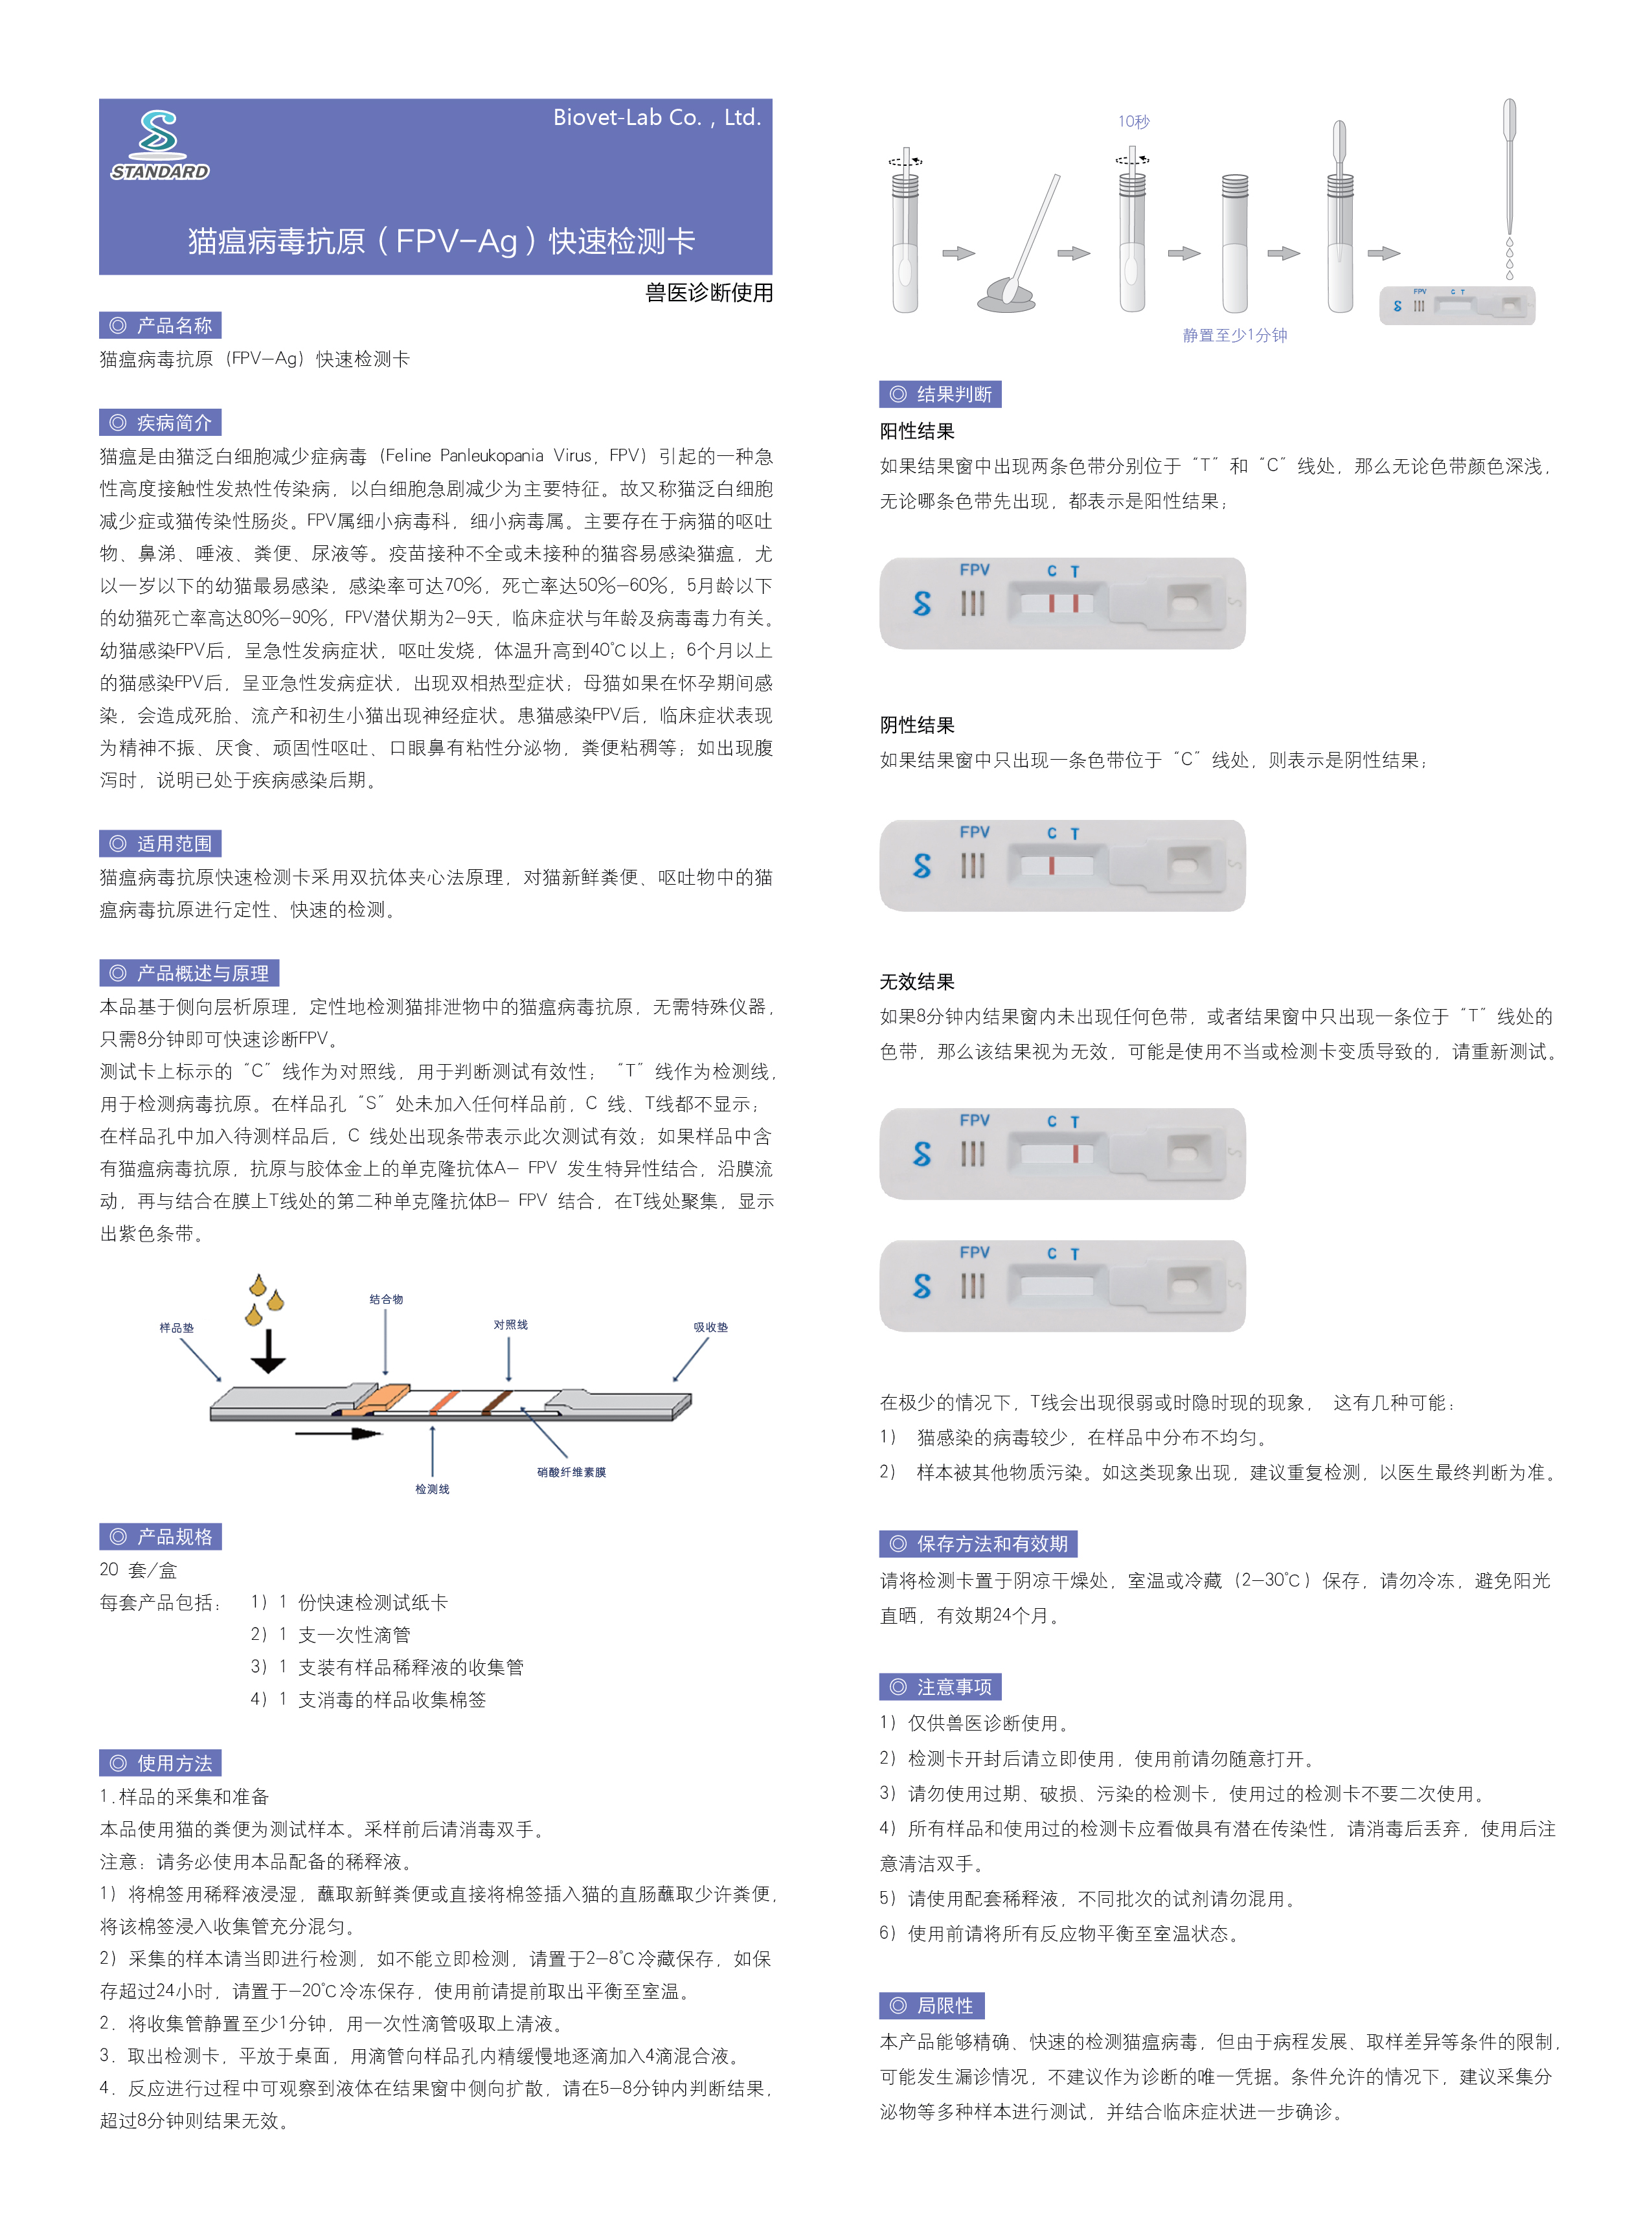 Biovet-Lab Co. , Ltd.
STANDARD
猫瘟病毒抗原（FPV-Ag）快速检测卡
兽医诊断使用
◎ 产品名称
猫瘟病毒抗原（FPV-Ag）快速检测卡
◎ 疾病简介
猫瘟是由猫泛白细胞减少症病毒（Feline Panleukopania Virus，FPV）引起的一种急
性高度接触性发热性传染病，以白细胞急剧减少为主要特征。故又称猫泛白细胞
减少症或猫传染性肠炎。FPV属细小病毒科，细小病毒属。主要存在于病猫的呕吐
物、鼻涕、唾液、粪便、尿液等。疫苗接种不全或未接种的猫容易感染猫瘟，尤
以一岁以下的幼猫最易感染，感染率可达70%，死亡率达50%-60%，5月龄以下
的幼猫死亡率高达80%-90%，FPV潜伏期为2-9天，临床症状与年龄及病毒毒力有关。
幼猫感染FPV后，呈急性发病症状，呕吐发烧，体温升高到40℃以上；6个月以上
的猫感染FPV后，呈亚急性发病症状，出现双相热型症状；母猫如果在怀孕期间感
染，会造成死胎、流产和初生小猫出现神经症状。患猫感染FPV后，临床症状表现
为精神不振、厌食、顽固性呕吐、口眼鼻有粘性分泌物，粪便粘稠等；如出现腹
泻时，说明已处于疾病感染后期。
◎ 适用范围
猫瘟病毒抗原快速检测卡采用双抗体夹心法原理，对猫新鲜粪便、呕吐物中的猫
瘟病毒抗原进行定性、快速的检测。
◎ 产品概述与原理
本品基于侧向层析原理，定性地检测猫排泄物中的猫瘟病毒抗原，无需特殊仪器，
只需8分钟即可快速诊断FPV。
测试卡上标示的“C”线作为对照线，用于判断测试有效性；“T”线作为检测线，
用于检测病毒抗原。在样品孔“S”处未加入任何样品前，C 线、T线都不显示；
在样品孔中加入待测样品后，C 线处出现条带表示此次测试有效；如果样品中含
有猫瘟病毒抗原，抗原与胶体金上的单克隆抗体A- FPV 发生特异性结合，沿膜流
动，再与结合在膜上T线处的第二种单克隆抗体B- FPV 结合，在T线处聚集，显示
出紫色条带。
结合物
样品垫
对照线
吸收垫
硝酸纤维素膜
检测线
◎ 产品规格
20 套/盒
每套产品包括： 1）1 份快速检测试纸卡
2）1 支一次性滴管
3）1 支装有样品稀释液的收集管
4）1 支消毒的样品收集棉签
◎ 使用方法
1.样品的采集和准备
本品使用猫的粪便为测试样本。采样前后请消毒双手。
注意：请务必使用本品配备的稀释液。
1）将棉签用稀释液浸湿，蘸取新鲜粪便或直接将棉签插入猫的直肠蘸取少许粪便，
将该棉签浸入收集管充分混匀。
2）采集的样本请当即进行检测，如不能立即检测，请置于2-8℃冷藏保存，如保
存超过24小时，请置于-20℃冷冻保存，使用前请提前取出平衡至室温。
2．将收集管静置至少1分钟，用一次性滴管吸取上清液。
3．取出检测卡，平放于桌面，用滴管向样品孔内精缓慢地逐滴加入4滴混合液。
4．反应进行过程中可观察到液体在结果窗中侧向扩散，请在5-8分钟内判断结果，
超过8分钟则结果无效。
10秒
静置至少1分钟
FPV C T
◎ 结果判断
阳性结果
如果结果窗中出现两条色带分别位于“T”和“C”线处，那么无论色带颜色深浅，
无论哪条色带先出现，都表示是阳性结果；
FPV C T
S
阴性结果
如果结果窗中只出现一条色带位于“C”线处，则表示是阴性结果；
FPV C T
S
无效结果
如果8分钟内结果窗内未出现任何色带，或者结果窗中只出现一条位于“T”线处的
色带，那么该结果视为无效，可能是使用不当或检测卡变质导致的，请重新测试。
FPV C T
S
FPV C T
S
在极少的情况下，T线会出现很弱或时隐时现的现象， 这有几种可能：
1） 猫感染的病毒较少，在样品中分布不均匀。
2） 样本被其他物质污染。如这类现象出现，建议重复检测，以医生最终判断为准。
◎ 保存方法和有效期
请将检测卡置于阴凉干燥处，室温或冷藏（2-30℃）保存，请勿冷冻，避免阳光
直晒，有效期24个月。
◎ 注意事项
1）仅供兽医诊断使用。
2）检测卡开封后请立即使用，使用前请勿随意打开。
3）请勿使用过期、破损、污染的检测卡，使用过的检测卡不要二次使用。
4）所有样品和使用过的检测卡应看做具有潜在传染性，请消毒后丢弃，使用后注
意清洁双手。
5）请使用配套稀释液，不同批次的试剂请勿混用。
6）使用前请将所有反应物平衡至室温状态。
◎ 局限性
本产品能够精确、快速的检测猫瘟病毒，但由于病程发展、取样差异等条件的限制，
可能发生漏诊情况，不建议作为诊断的唯一凭据。条件允许的情况下，建议采集分
泌物等多种样本进行测试，并结合临床症状进一步确诊。